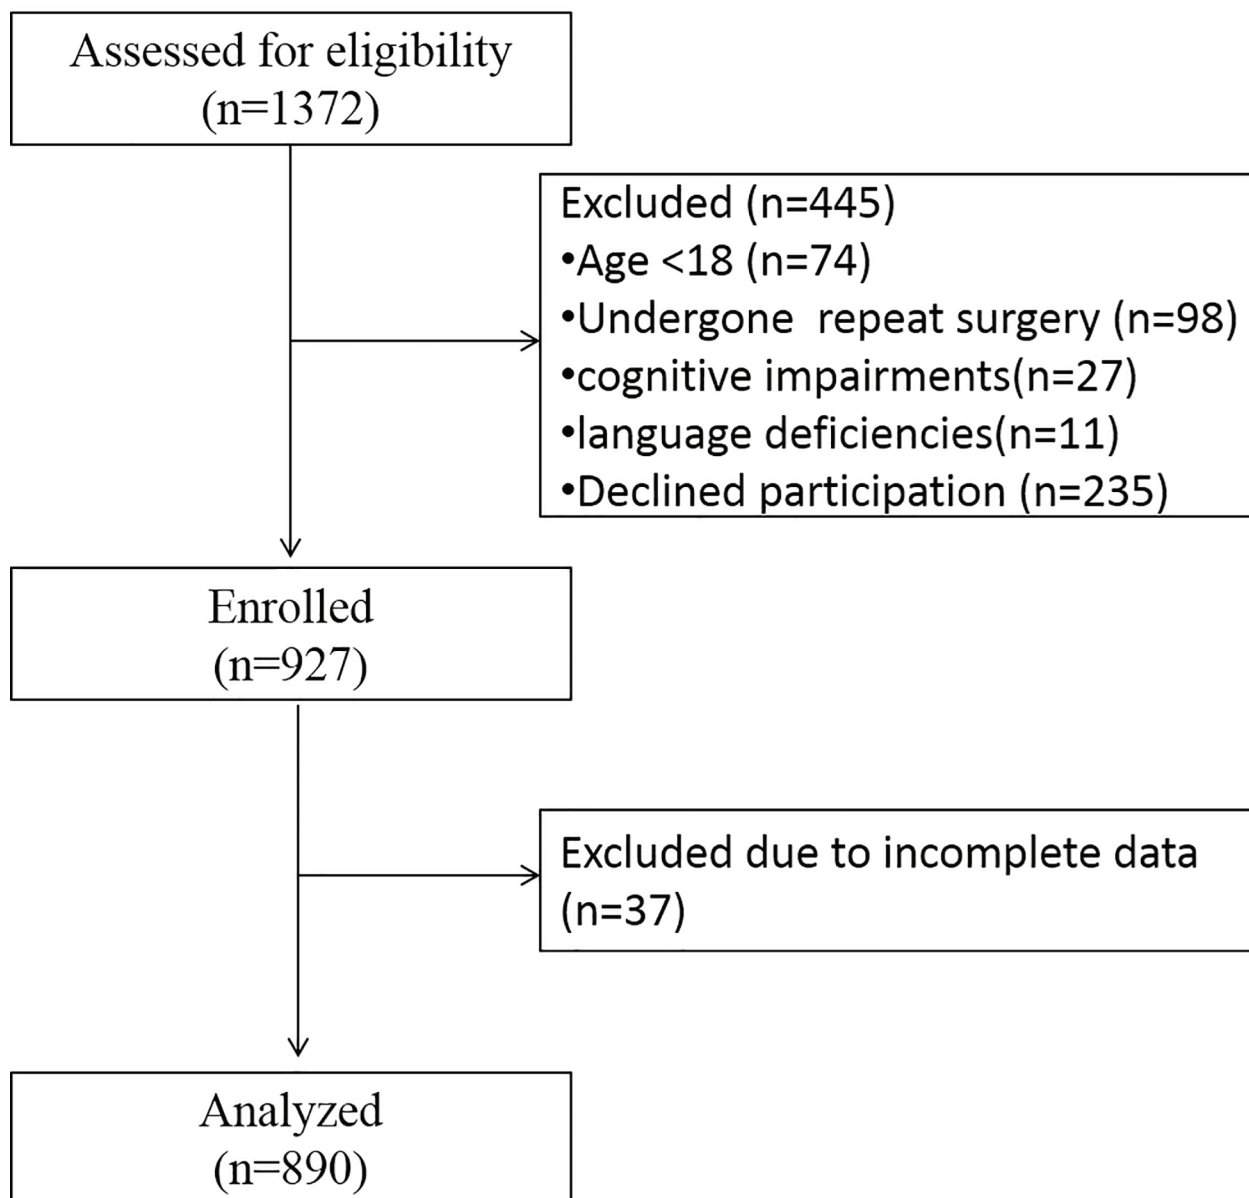 Assessed for eligibility
(n=1372)
Excluded (n=445)
•Age <18 (n=74)
•Undergone  repeat surgery (n=98)
•cognitive impairments(n=27)
•language deficiencies(n=11)
•Declined participation (n=235)
Enrolled
(n=927)
Excluded due to incomplete data
(n=37)
Analyzed
(n=890)